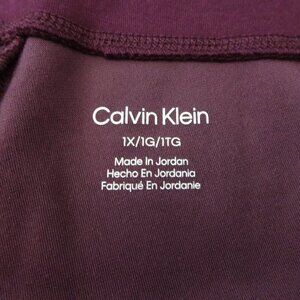 Calvin Klein
1X/1G/1TG
Made In Jordan
Hecho En Jordania
Fabriqué En Jordanie